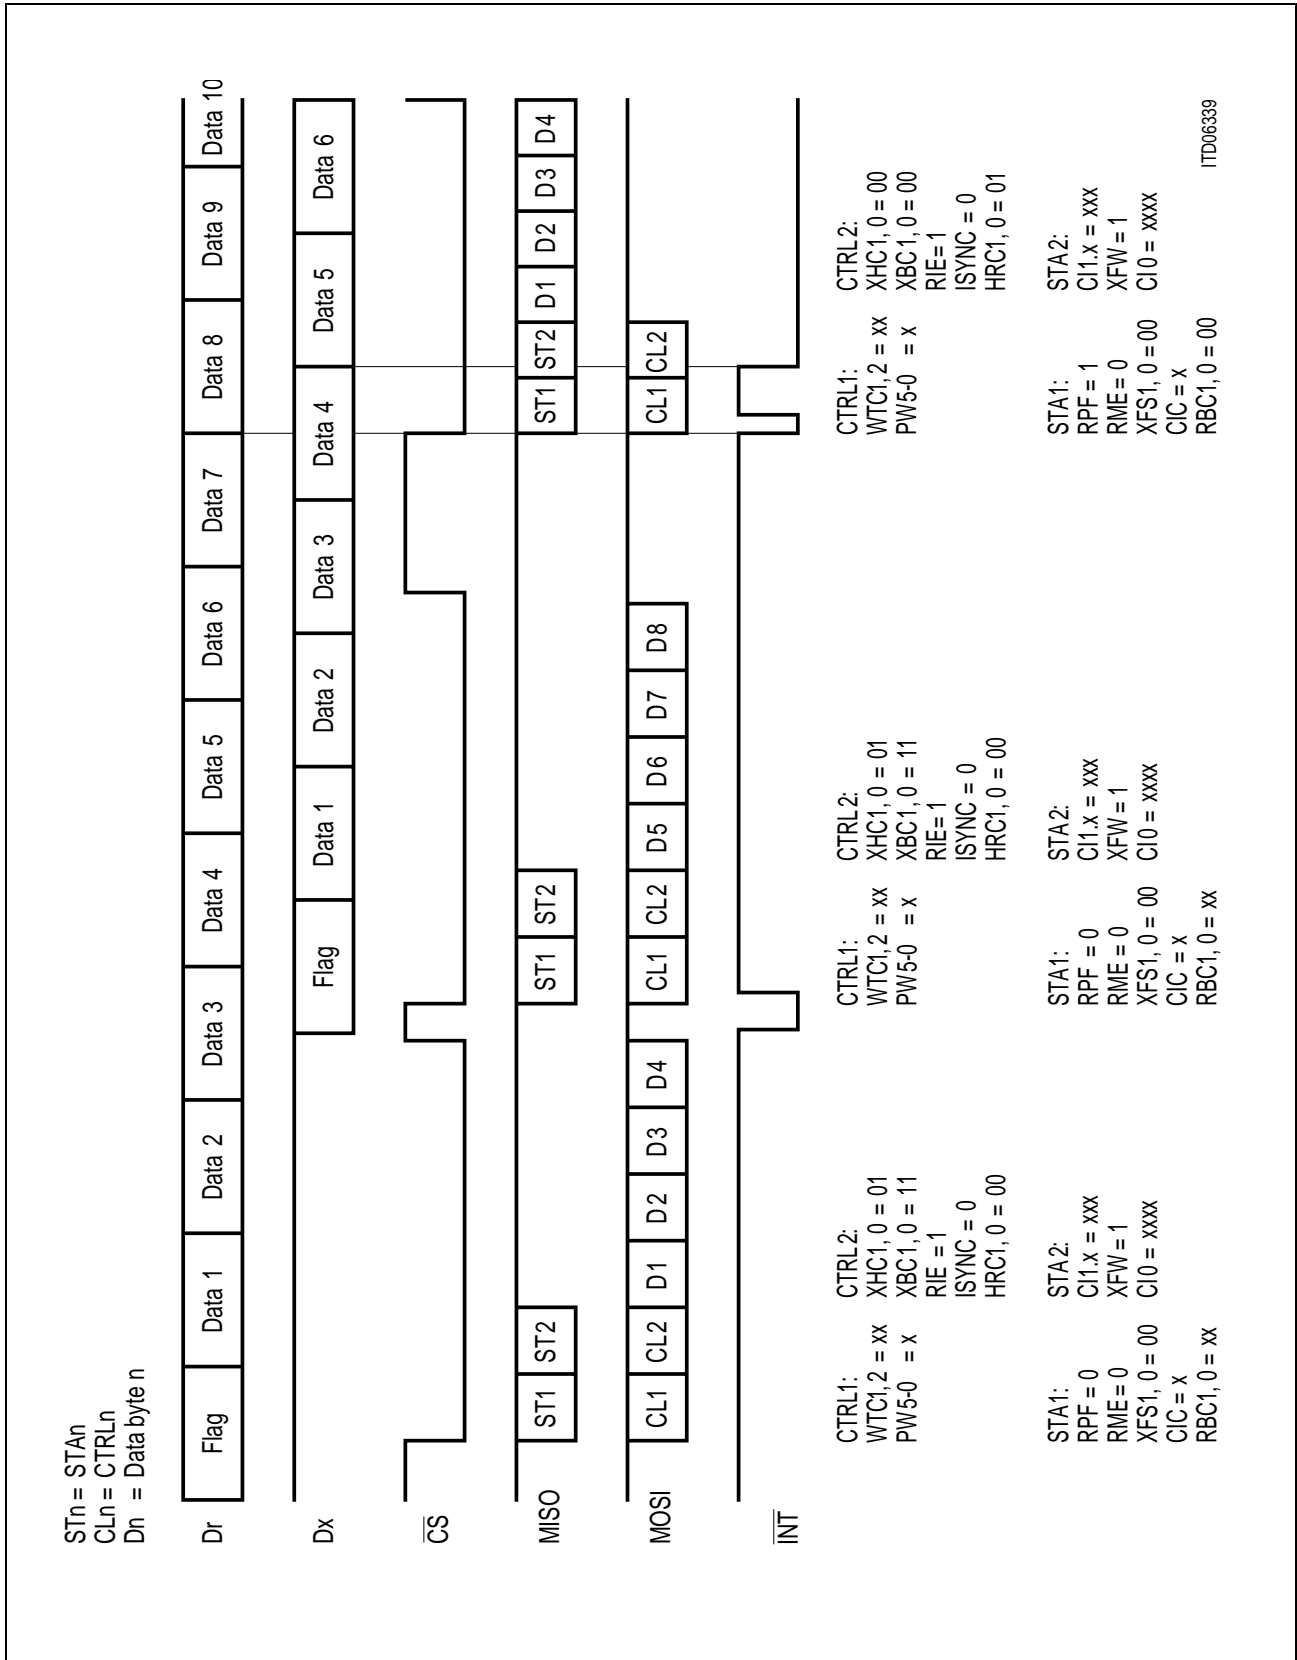 STn = STAn
CLn = CTRLn
Dn = Data byte n
Dr Flag Data 1 Data 2 Data 3 Data 4 Data 5 Data 6 Data 7 Data 8 Data 9 Data 10
Dx Flag Data 1 Data 2 Data 3 Data 4 Data 5 Data 6
CS
MISO ST1 ST2 ST1 ST2 ST1 ST2 D1 D2 D3 D4
MOSI CL1 CL2 D1 D2 D3 D4 CL1 CL2 D5 D6 D7 D8 CL1 CL2
INT
CTRL1:
WTC1, 2 = xx
PW5-0 = x
CTRL2:
XHC1, 0 = 01
XBC1, 0 = 11
RIE = 1
ISYNC = 0
HRC1, 0 = 00
STA1:
RPF = 0
RME = 0
XFS1, 0 = 00
CIC = x
RBC1, 0 = xx
STA2:
CI1.x = xxx
XFW = 1
CI0 = xxxx
CTRL1:
WTC1, 2 = xx
PW5-0 = x
CTRL2:
XHC1, 0 = 01
XBC1, 0 = 11
RIE = 1
ISYNC = 0
HRC1, 0 = 00
STA1:
RPF = 0
RME = 0
XFS1, 0 = 00
CIC = x
RBC1, 0 = xx
STA2:
CI1.x = xxx
XFW = 1
CI0 = xxxx
CTRL1:
WTC1, 2 = xx
PW5-0 = x
CTRL2:
XHC1, 0 = 00
XBC1, 0 = 00
RIE = 1
ISYNC = 0
HRC1, 0 = 01
STA1:
RPF = 1
RME = 0
XFS1, 0 = 00
CIC = x
RBC1, 0 = 00
STA2:
CI1.x = xxx
XFW = 1
CI0 = xxxx
ITD06339